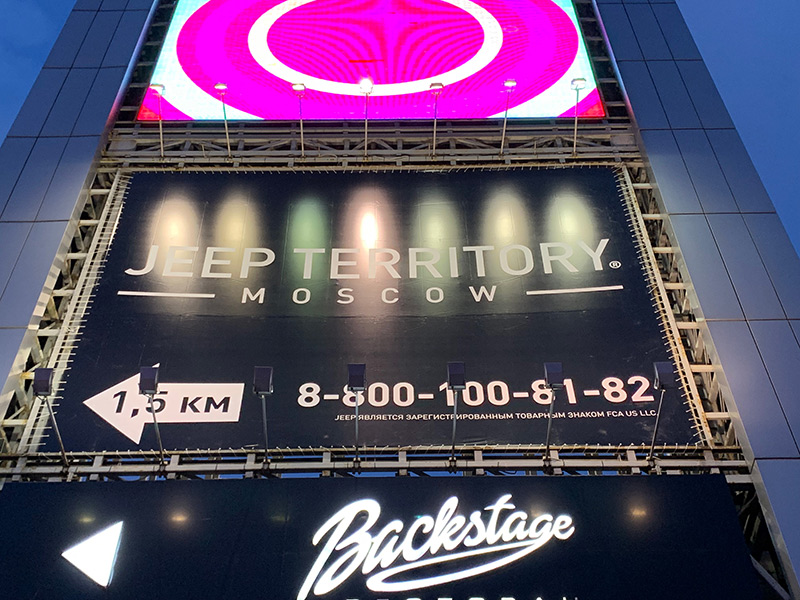 JEEP TERRITORY®
MOSCOW
1,5 КМ
8-800-100-81-82
JEEP ЯВЛЯЕТСЯ ЗАРЕГИСТРИРОВАННЫМ ТОВАРНЫМ ЗНАКОМ FCA US LLC.
Backstage